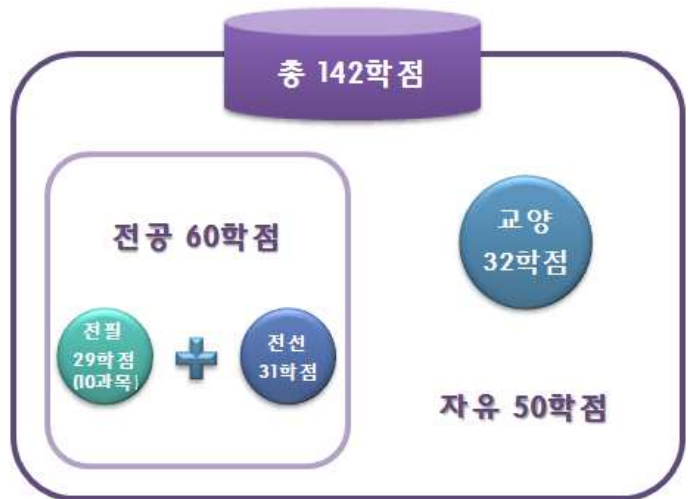 총 142학점
전공 60학점
전필
29학점
(10과목)
전선
31학점
교양
32학점
자유 50학점